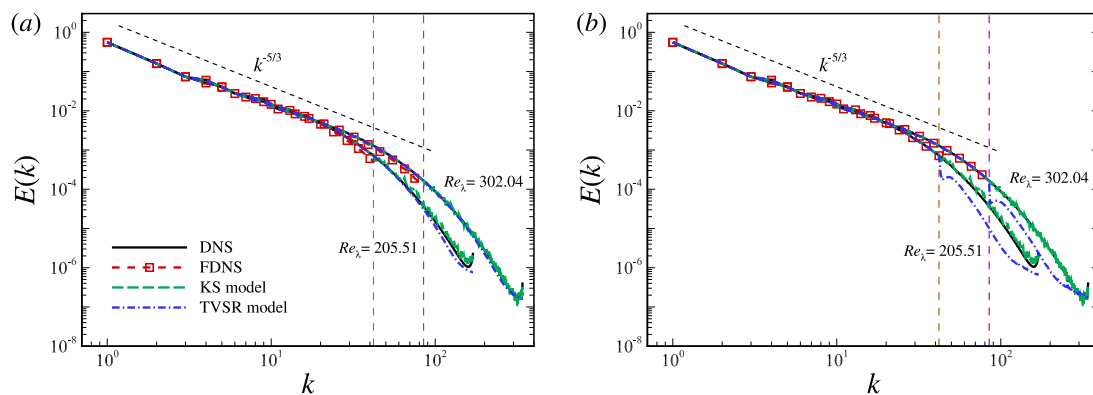 (a)
10^0
10^-2
10^-4
10^-6
10^-8
E(k)
k^-5/3
Re_λ = 302.04
Re_λ = 205.51
DNS
FDNS
KS model
TVSR model
10^0
10^1
10^2
k
(b)
10^0
10^-2
10^-4
10^-6
10^-8
E(k)
k^-5/3
Re_λ = 302.04
Re_λ = 205.51
10^0
10^1
10^2
k